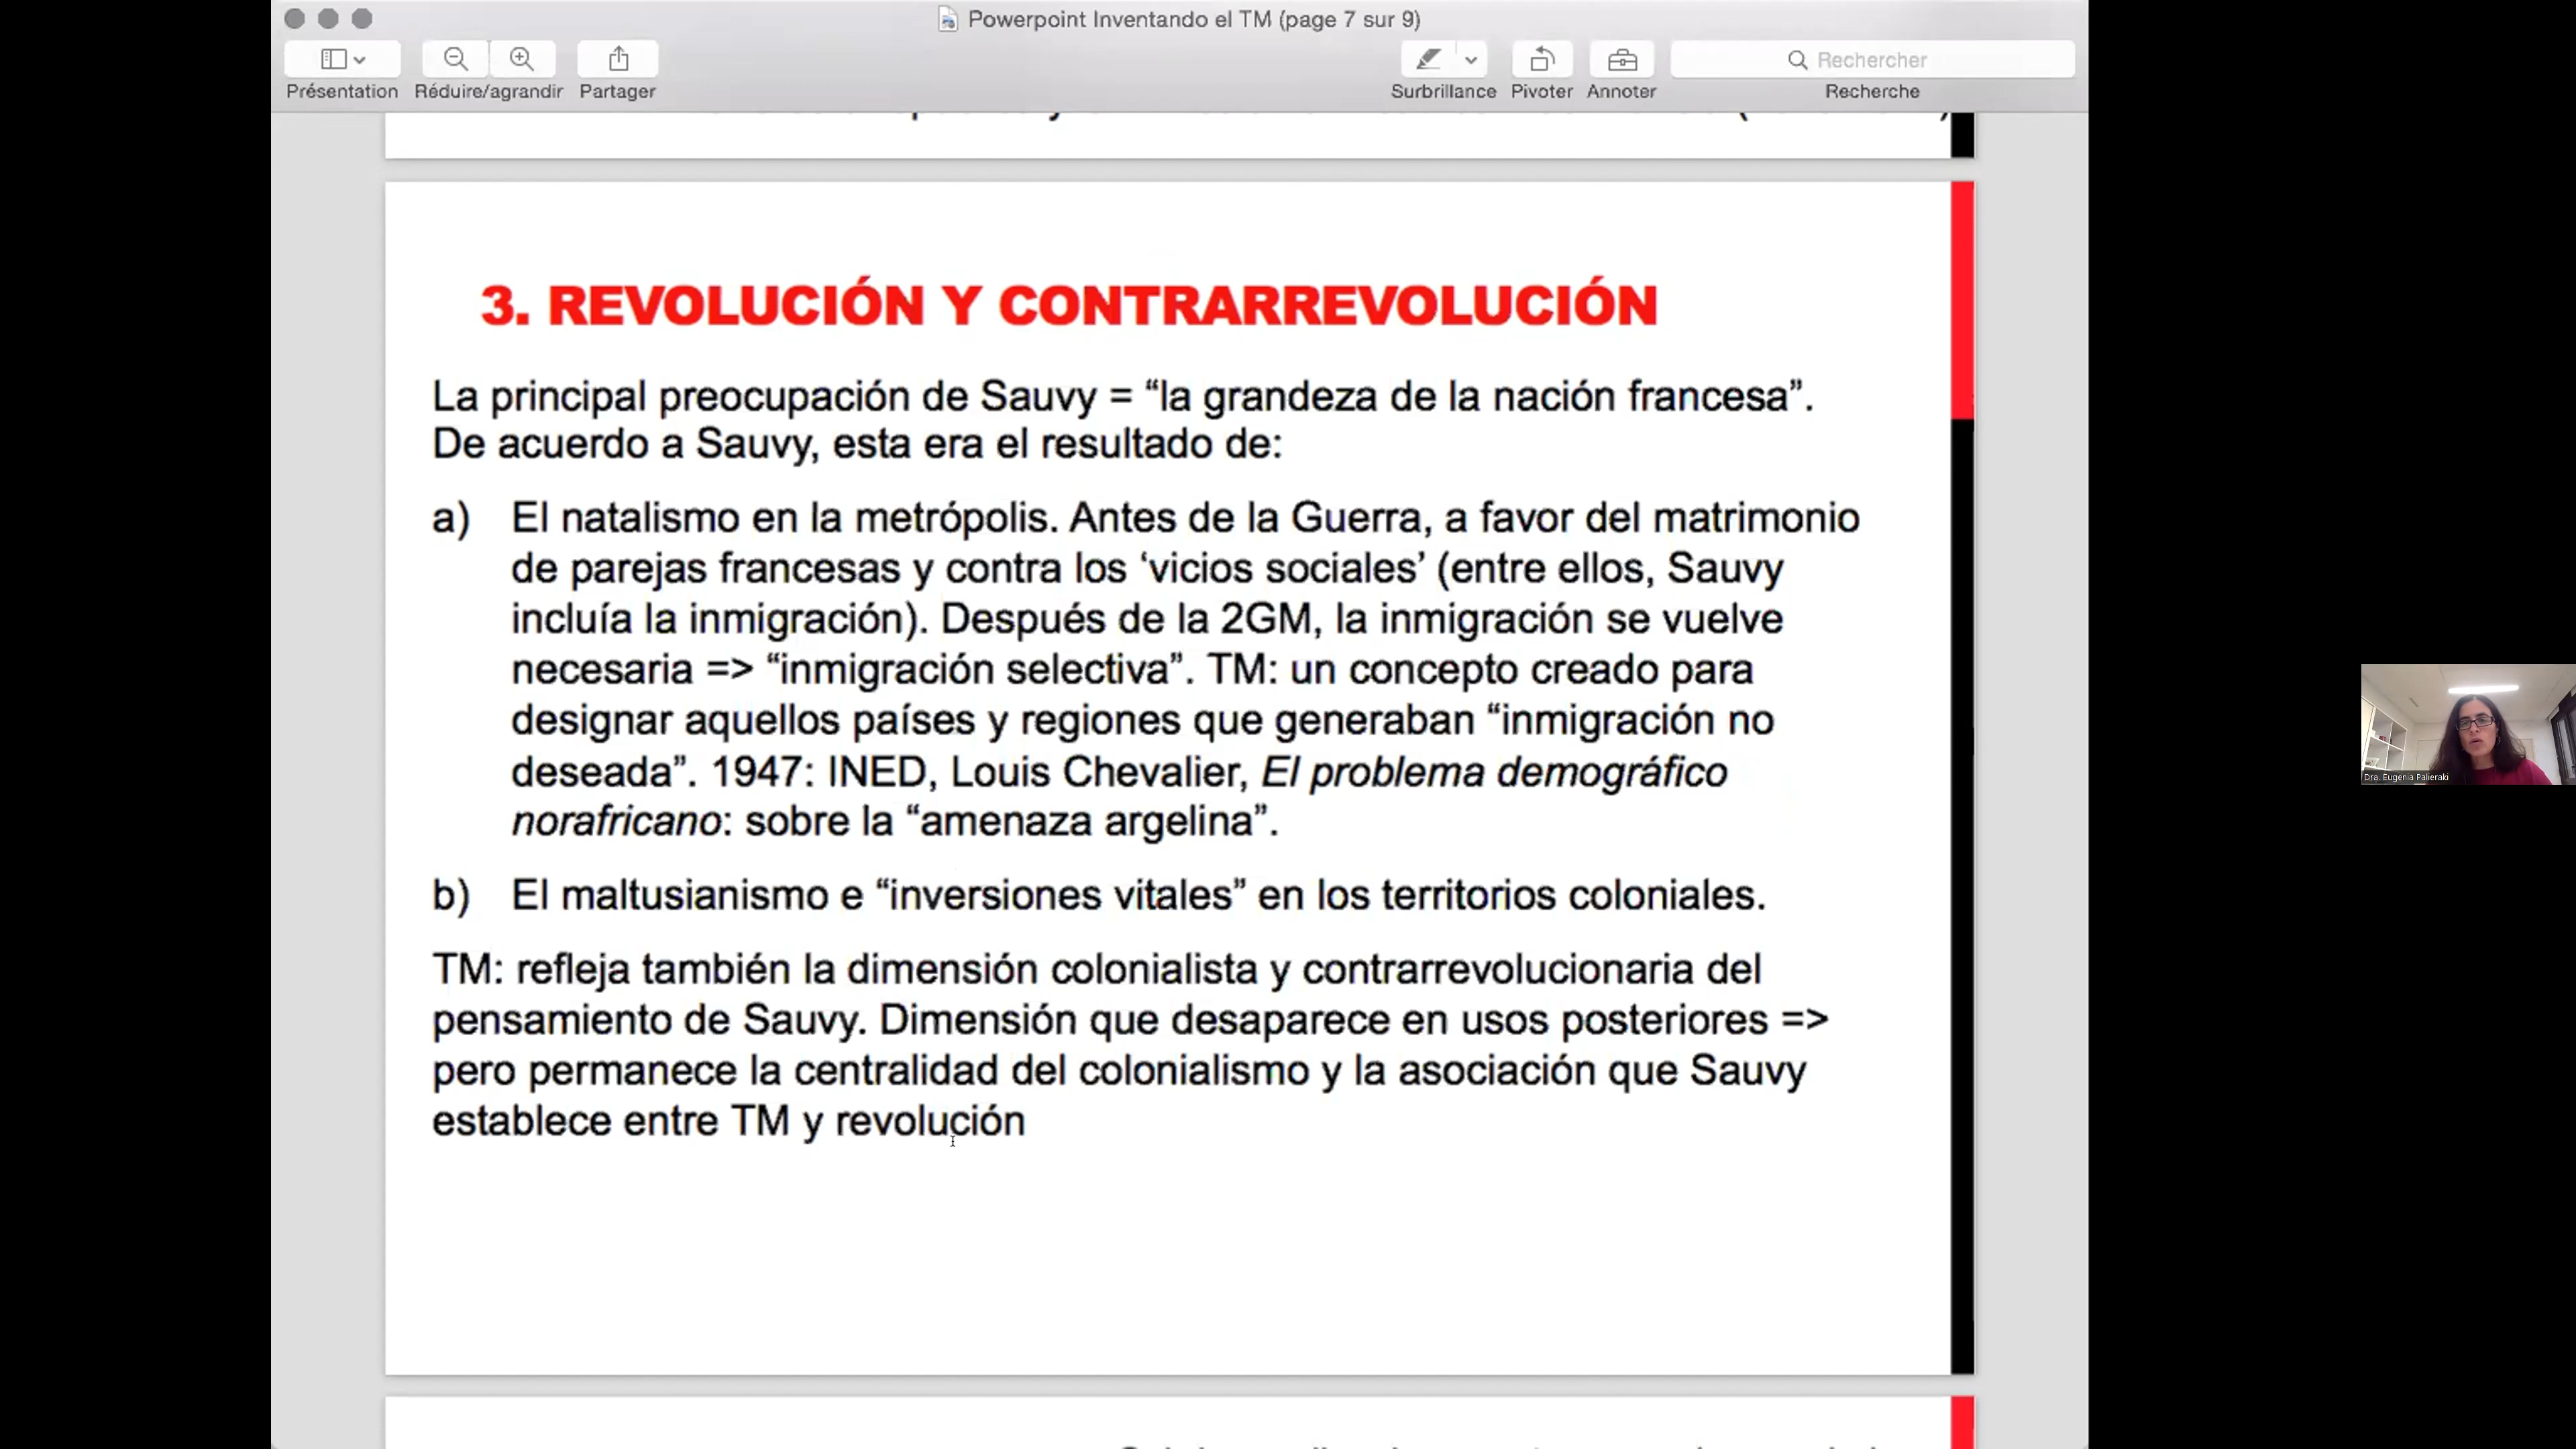 Powerpoint Inventando el TM (page 7 sur 9)
Rechercher
Présentation
Réduire/agrandir
Partager
Surbrillance
Pivoter
Annoter
Recherche
3. REVOLUCIÓN Y CONTRARREVOLUCIÓN
La principal preocupación de Sauvy = “la grandeza de la nación francesa”.
De acuerdo a Sauvy, esta era el resultado de:
a) El natalismo en la metrópolis. Antes de la Guerra, a favor del matrimonio
de parejas francesas y contra los ‘vicios sociales’ (entre ellos, Sauvy
incluía la inmigración). Después de la 2GM, la inmigración se vuelve
necesaria => “inmigración selectiva”. TM: un concepto creado para
designar aquellos países y regiones que generaban “inmigración no
deseada”. 1947: INED, Louis Chevalier, El problema demográfico
norafricano: sobre la “amenaza argelina”.
b) El maltusianismo e “inversiones vitales” en los territorios coloniales.
TM: refleja también la dimensión colonialista y contrarrevolucionaria del
pensamiento de Sauvy. Dimensión que desaparece en usos posteriores =>
pero permanece la centralidad del colonialismo y la asociación que Sauvy
establece entre TM y revolución
Dra. Eugenia Palieraki